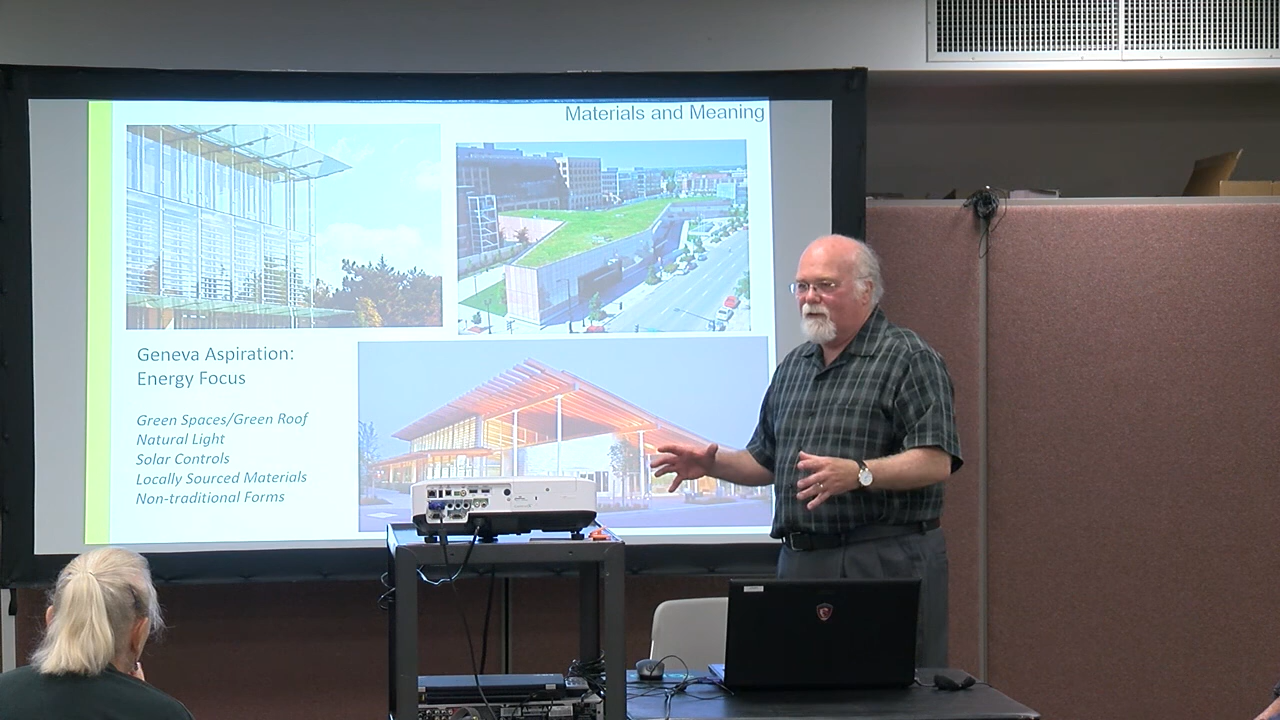 Materials and Meaning
Geneva Aspiration:
Energy Focus
Green Spaces/Green Roof
Natural Light
Solar Controls
Locally Sourced Materials
Non-traditional Forms